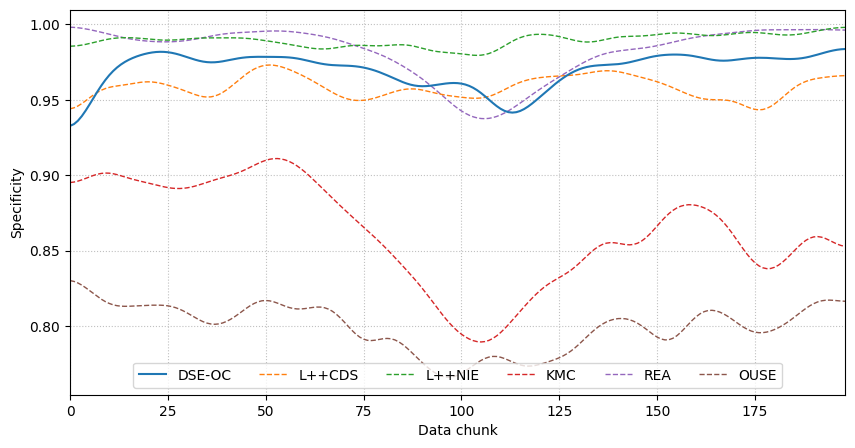 1.00
0.95
0.90
0.85
0.80
Specificity
DSE-OC L++CDS L++NIE KMC REA OUSE
0 25 50 75 100 125 150 175
Data chunk